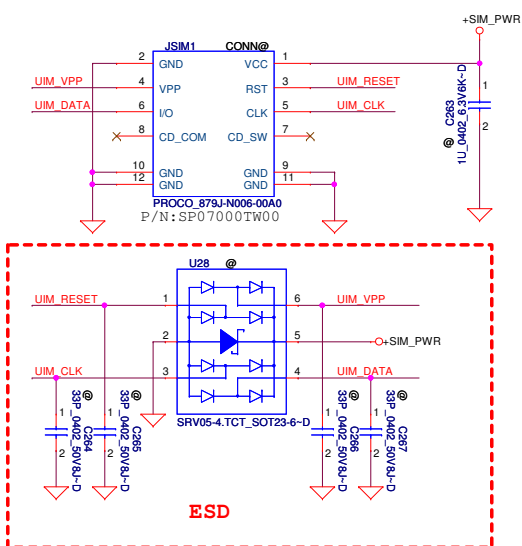 +SIM_PWR
JSIM1 CONN@
2 GND VCC 1
UIM_VPP 4 VPP RST 3 UIM_RESET
UIM_DATA 6 I/O CLK 5 UIM_CLK
8 CD_COM CD_SW 7
10 GND GND 9
12 GND GND 11
PROCO_879J-N006-00A0
P/N:SP07000TW00
1
2
@ C263
1U_0402_6.3V6K~D
U28 @
UIM_RESET 1 6 UIM_VPP
2 5 +SIM_PWR
UIM_CLK 3 4 UIM_DATA
SRV05-4.TCT_SOT23-6~D
1
2
@ C264
33P_0402_50V8J~D
1
2
@ C265
33P_0402_50V8J~D
1
2
@ C266
33P_0402_50V8J~D
1
2
@ C267
33P_0402_50V8J~D
ESD